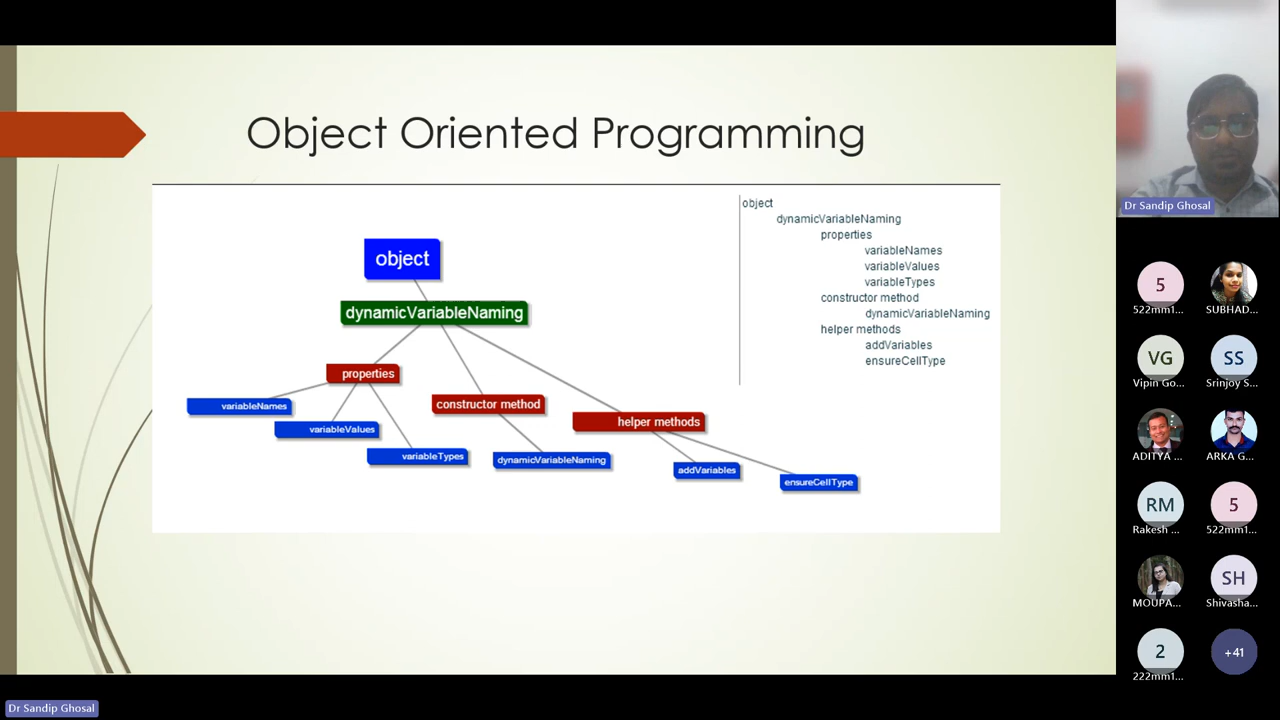 Object Oriented Programming
object
dynamicVariableNaming
properties
constructor method
helper methods
variableNames
variableValues
variableTypes
dynamicVariableNaming
addVariables
ensureCellType
object
dynamicVariableNaming
properties
variableNames
variableValues
variableTypes
constructor method
dynamicVariableNaming
helper methods
addVariables
ensureCellType
Dr Sandip Ghosal
5
522mm1...
SUBHAD...
VG
Vipin Go...
SS
Srinjoy S...
ADITYA ...
ARKA G...
RM
Rakesh ...
5
522mm1...
MOUPA...
SH
Shivasha...
2
222mm1...
+41
Dr Sandip Ghosal